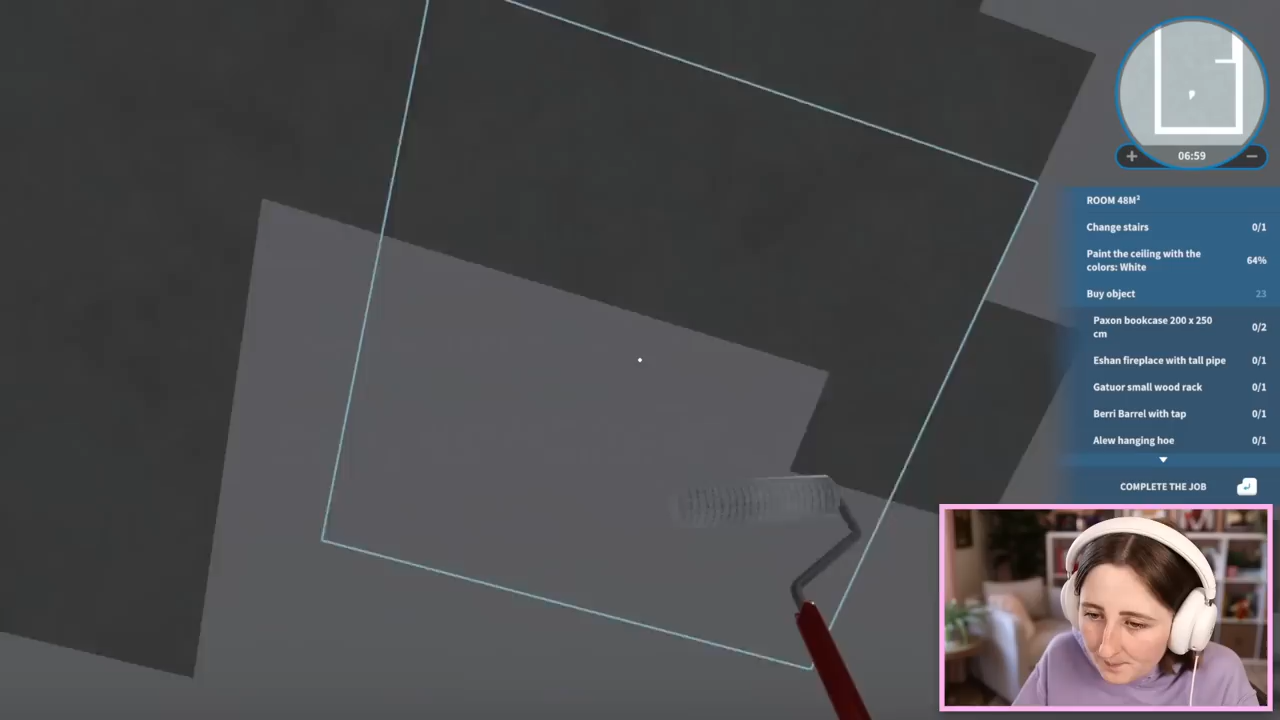 06:59
ROOM 48M²
Change stairs 0/1
Paint the ceiling with the
colors: White 64%
Buy object 23
Paxon bookcase 200 x 250
cm 0/2
Eshan fireplace with tall pipe 0/1
Gatuor small wood rack 0/1
Berri Barrel with tap 0/1
Alew hanging hoe 0/1
COMPLETE THE JOB